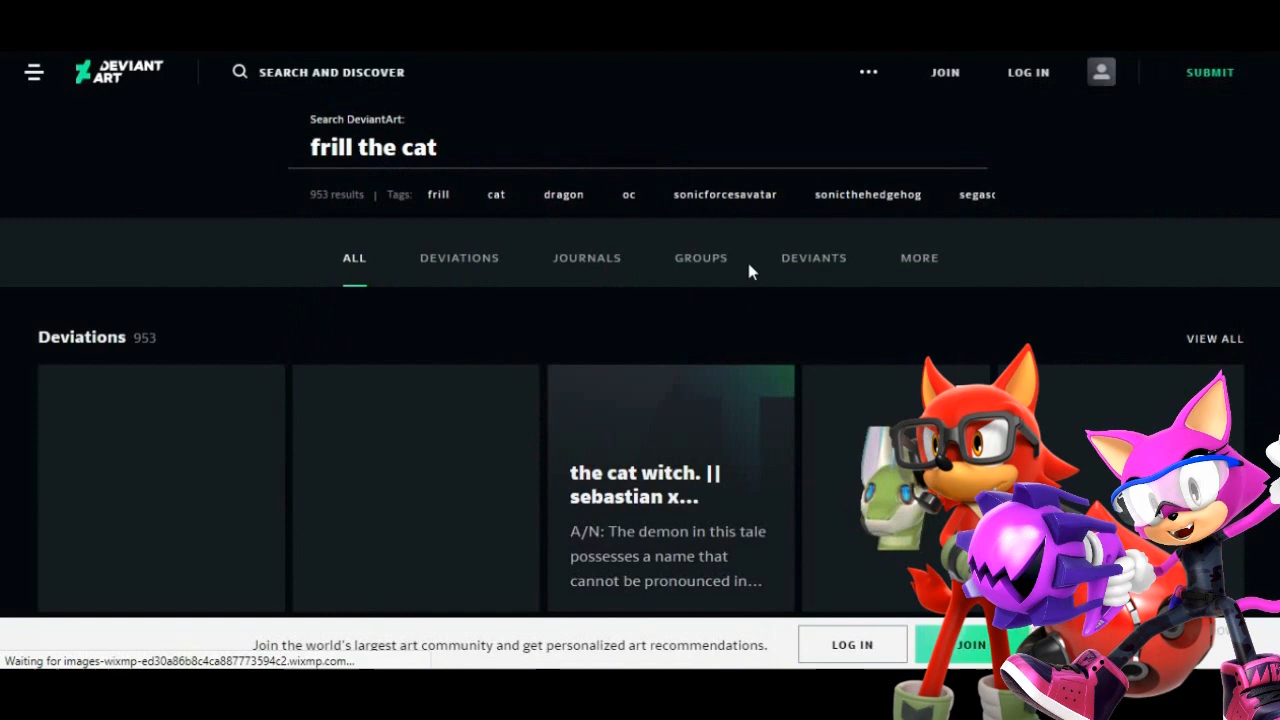 DEVIANT
ART
SEARCH AND DISCOVER
JOIN
LOG IN
SUBMIT
Search DeviantArt:
frill the cat
953 results | Tags: frill cat dragon oc sonicforcesavatar sonicthehedgehog segasc
ALL
DEVIATIONS
JOURNALS
GROUPS
DEVIANTS
MORE
Deviations 953
VIEW ALL
the cat witch. ||
sebastian x...
A/N: The demon in this tale
possesses a name that
cannot be pronounced in...
Join the world's largest art community and get personalized art recommendations.
LOG IN
JOIN
Waiting for images-wixmp-ed30a86b8c4ca887773594c2.wixmp.com...